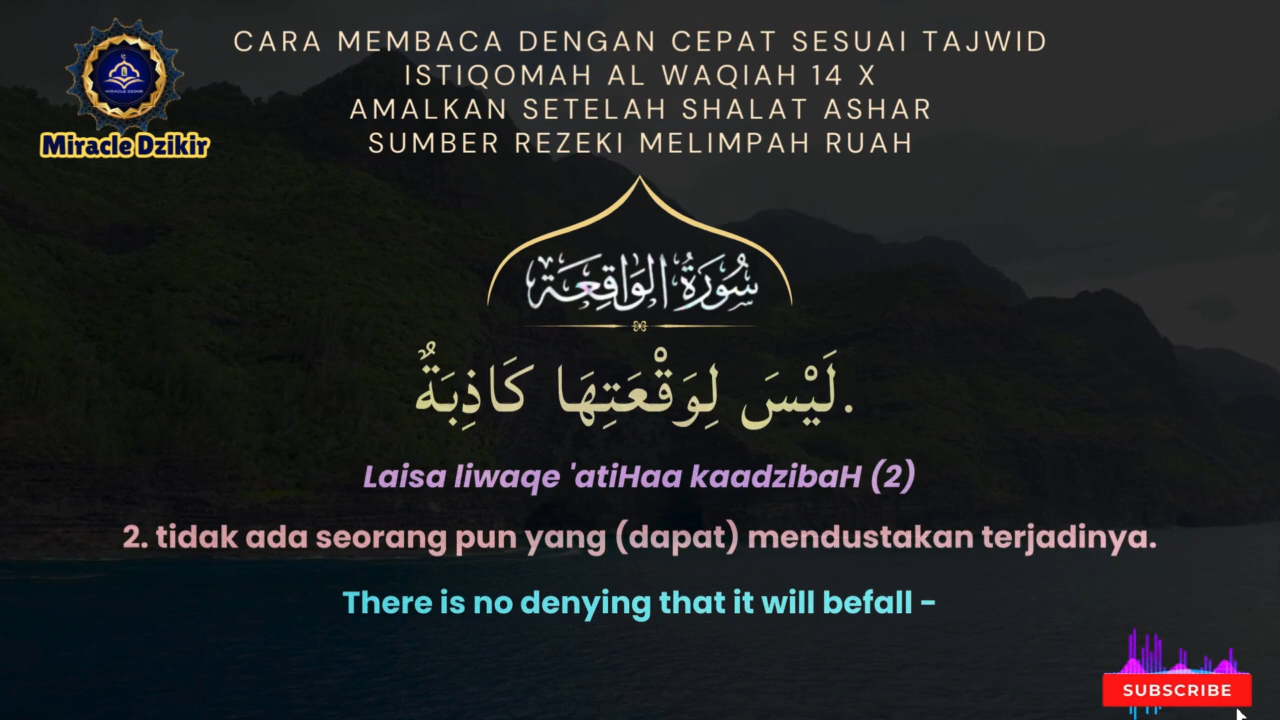 CARA MEMBACA DENGAN CEPAT SESUAI TAJWID
ISTIQOMAH AL WAQIAH 14 X
AMALKAN SETELAH SHALAT ASHAR
SUMBER REZEKI MELIMPAH RUAH
MIRACLE DZIKIR
Miracle Dzikir
سُورَةُ الوَاقِعَة
لَيْسَ لِوَقْعَتِهَا كَاذِبَةٌ.
Laisa liwaqe 'atiHaa kaadzibaH (2)
2. tidak ada seorang pun yang (dapat) mendustakan terjadinya.
There is no denying that it will befall -
SUBSCRIBE